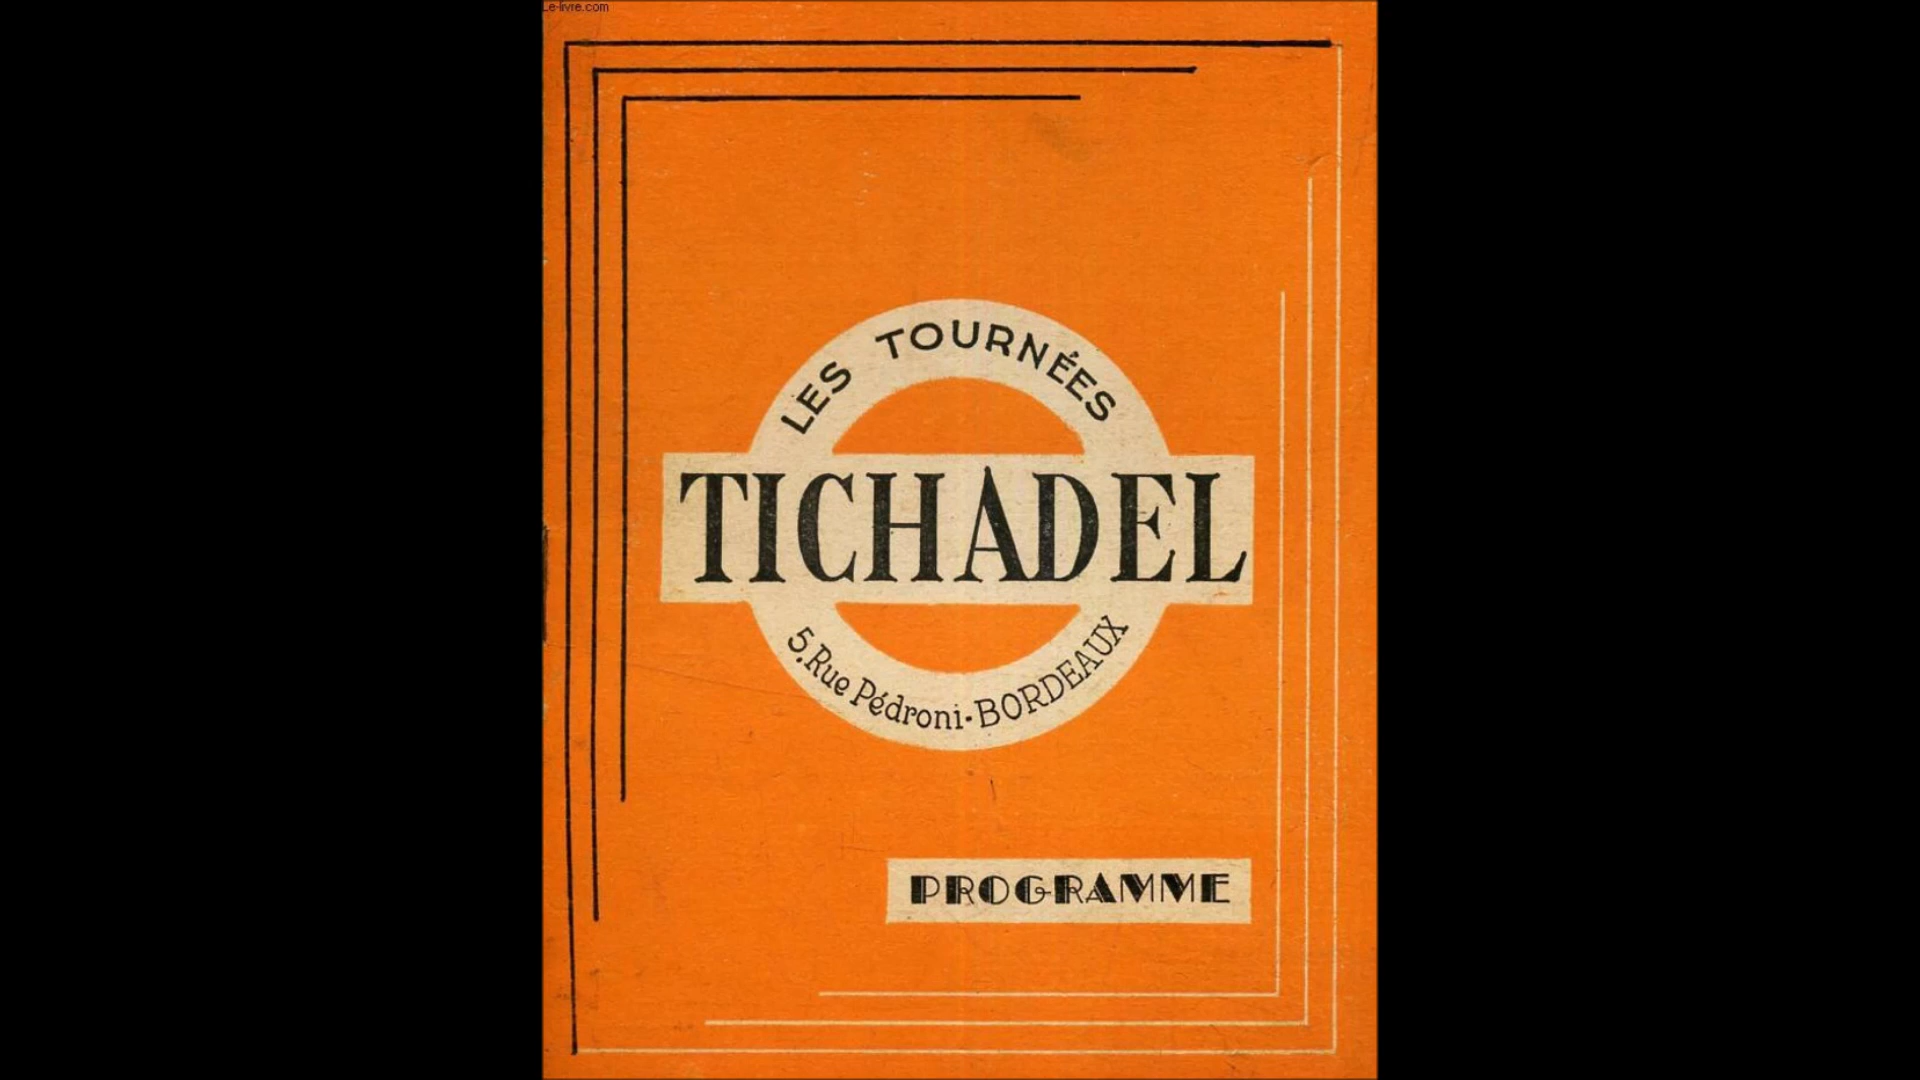 Le-livre.com
LES TOURNÉES
TICHADEL
5, Rue Pédroni - BORDEAUX
PROGRAMME